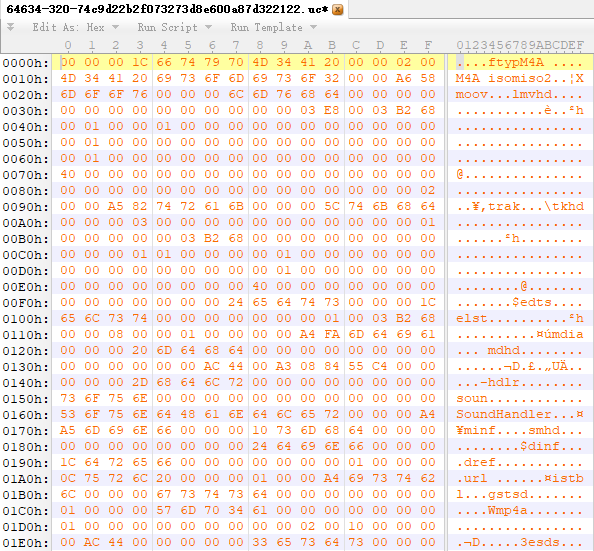 64634-320-74c9d22b2f073273d8e600a87d322122.uc*
Edit As: Hex Run Script Run Template
0 1 2 3 4 5 6 7 8 9 A B C D E F 0123456789ABCDEF
0000h: 00 00 00 1C 66 74 79 70 4D 34 41 20 00 00 02 00 ....ftypM4A ....
0010h: 4D 34 41 20 69 73 6F 6D 69 73 6F 32 00 00 A6 58 M4A isomiso2..¦X
0020h: 6D 6F 6F 76 00 00 00 6C 6D 76 68 64 00 00 00 00 moov...lmvhd....
0030h: 00 00 00 00 00 00 00 00 00 00 03 E8 00 03 B2 68 ...........è..²h
0040h: 00 01 00 00 01 00 00 00 00 00 00 00 00 00 00 00 ................
0050h: 00 01 00 00 00 00 00 00 00 00 00 00 00 00 00 00 ................
0060h: 00 01 00 00 00 00 00 00 00 00 00 00 00 00 00 00 ................
0070h: 40 00 00 00 00 00 00 00 00 00 00 00 00 00 00 00 @...............
0080h: 00 00 00 00 00 00 00 00 00 00 00 00 00 00 00 02 ................
0090h: 00 00 A5 82 74 72 61 6B 00 00 00 5C 74 6B 68 64 ..¥‚trak...\tkhd
00A0h: 00 00 00 03 00 00 00 00 00 00 00 00 00 00 00 01 ................
00B0h: 00 00 00 00 00 03 B2 68 00 00 00 00 00 00 00 00 ......²h........
00C0h: 00 00 00 01 01 00 00 00 00 01 00 00 00 00 00 00 ................
00D0h: 00 00 00 00 00 00 00 00 00 01 00 00 00 00 00 00 ................
00E0h: 00 00 00 00 00 00 00 00 40 00 00 00 00 00 00 00 ........@.......
00F0h: 00 00 00 00 00 00 00 24 65 64 74 73 00 00 00 1C .......$edts....
0100h: 65 6C 73 74 00 00 00 00 00 00 00 01 00 03 B2 68 elst..........²h
0110h: 00 00 08 00 00 01 00 00 00 00 A4 FA 6D 64 69 61 ..........¤úmdia
0120h: 00 00 00 20 6D 64 68 64 00 00 00 00 00 00 00 00 ... mdhd........
0130h: 00 00 00 00 00 00 AC 44 00 A3 08 84 55 C4 00 00 ......¬D.£.„UÄ..
0140h: 00 00 00 2D 68 64 6C 72 00 00 00 00 00 00 00 00 ...-hdlr........
0150h: 73 6F 75 6E 00 00 00 00 00 00 00 00 00 00 00 00 soun............
0160h: 53 6F 75 6E 64 48 61 6E 64 6C 65 72 00 00 00 A4 SoundHandler...¤
0170h: A5 6D 69 6E 66 00 00 00 10 73 6D 68 64 00 00 00 ¥minf....smhd...
0180h: 00 00 00 00 00 00 00 00 24 64 69 6E 66 00 00 00 ........$dinf...
0190h: 1C 64 72 65 66 00 00 00 00 00 00 00 01 00 00 00 .dref...........
01A0h: 0C 75 72 6C 20 00 00 00 01 00 00 A4 69 73 74 62 .url ......¤istb
01B0h: 6C 00 00 00 67 73 74 73 64 00 00 00 00 00 00 00 l...gstsd.......
01C0h: 01 00 00 00 57 6D 70 34 61 00 00 00 00 00 00 00 ....Wmp4a.......
01D0h: 01 00 00 00 00 00 00 00 00 00 02 00 10 00 00 00 ................
01E0h: 00 AC 44 00 00 00 00 00 33 65 73 64 73 00 00 00 .¬D.....3esds...